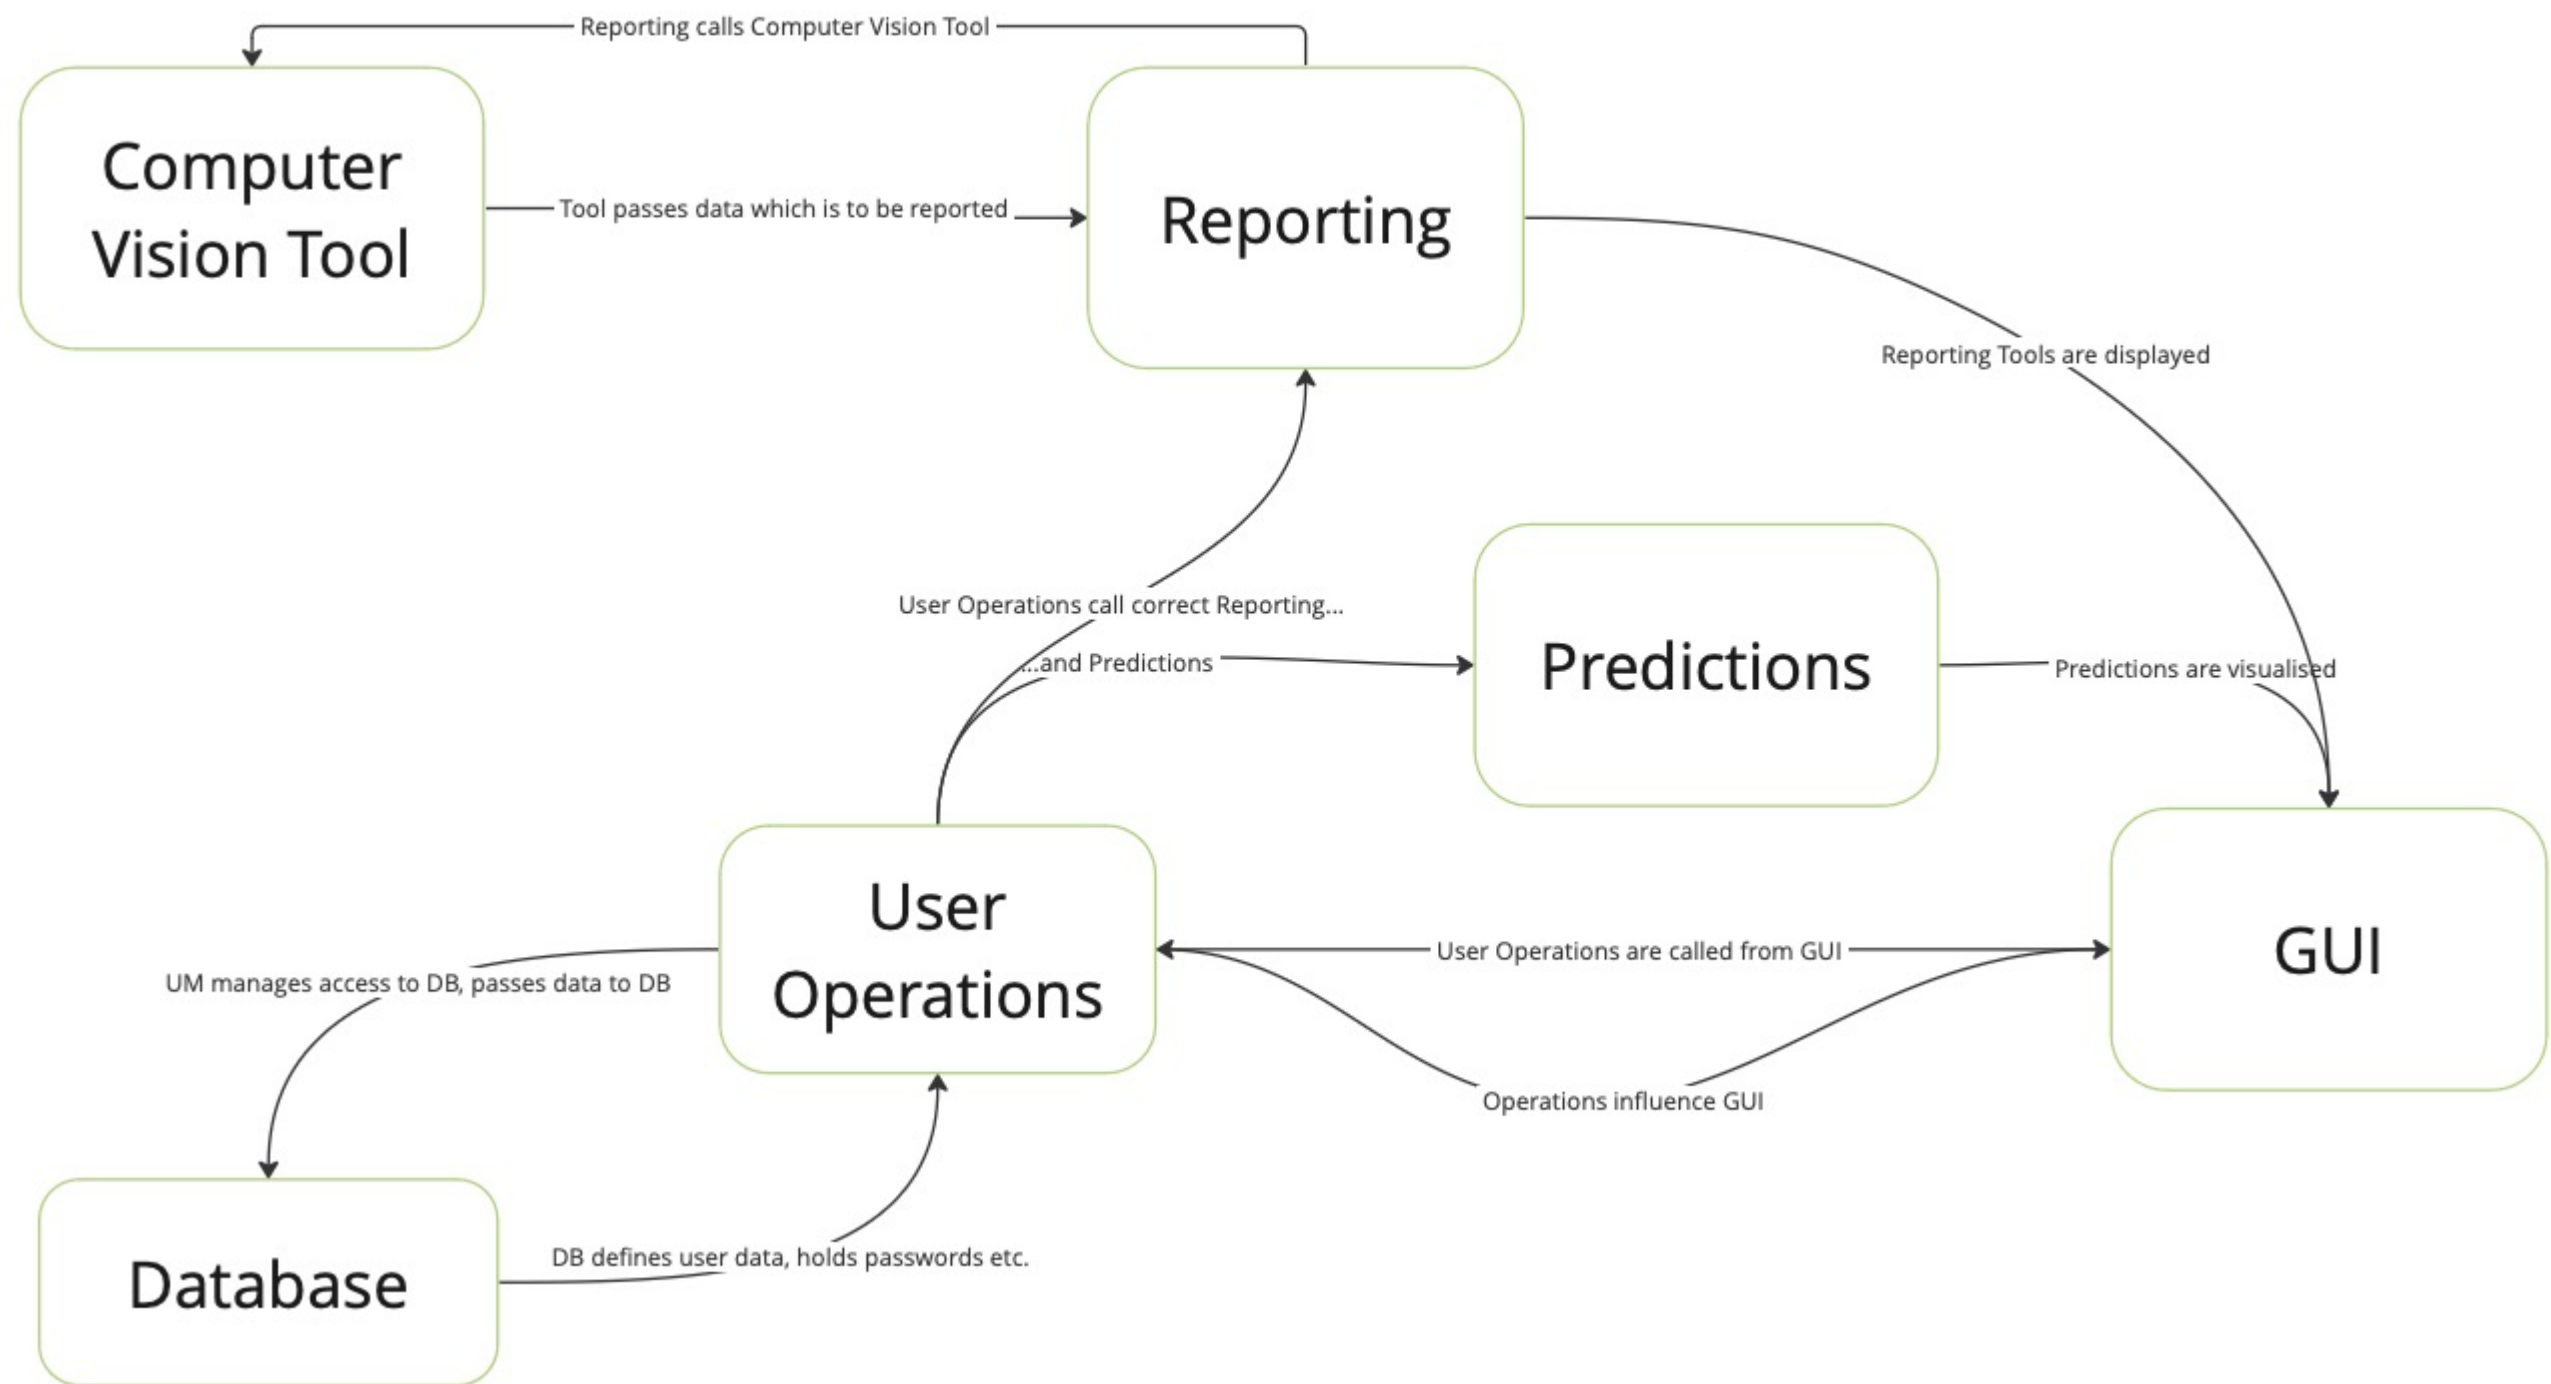 Reporting calls Computer Vision Tool
Computer
Vision Tool
Tool passes data which is to be reported
Reporting
Reporting Tools are displayed
User Operations call correct Reporting...
...and Predictions
Predictions
Predictions are visualised
User
Operations
User Operations are called from GUI
GUI
UM manages access to DB, passes data to DB
Operations influence GUI
DB defines user data, holds passwords etc.
Database